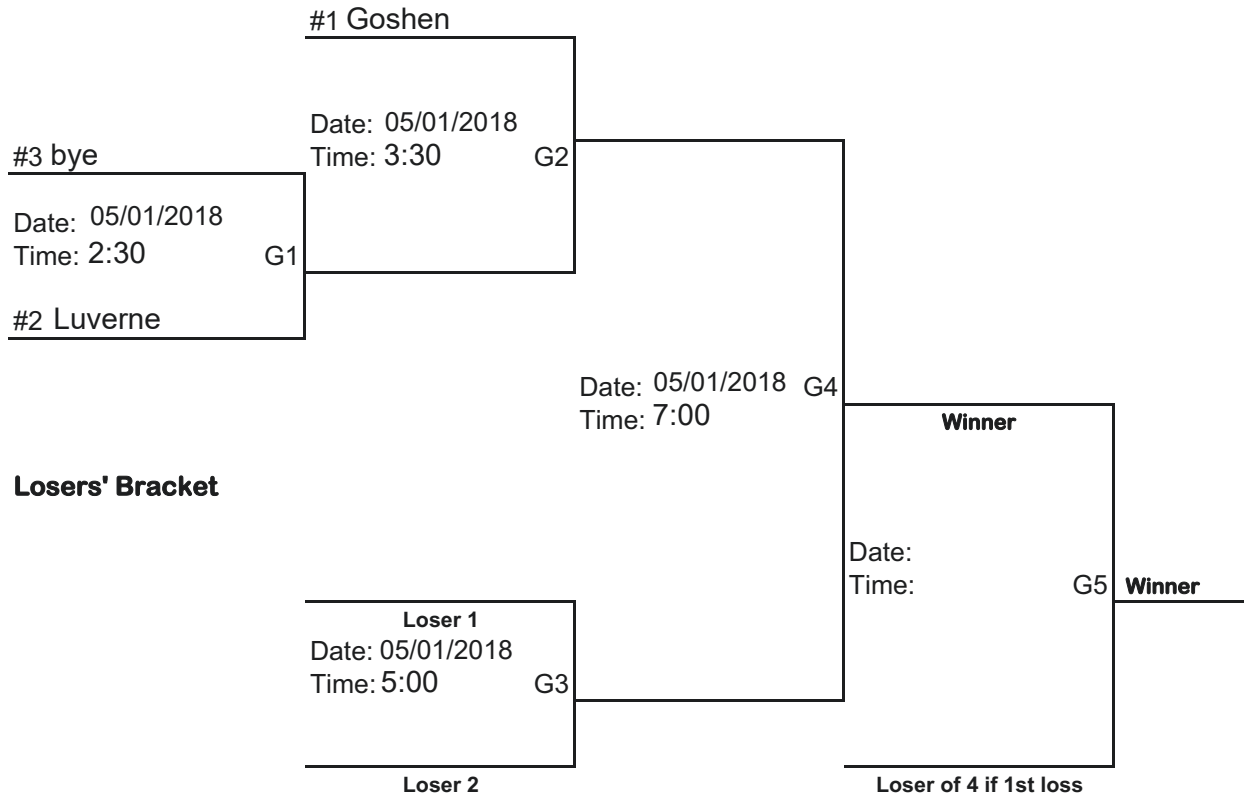 #1 Goshen
Date: 05/01/2018
Time: 3:30 G2
#3 bye
Date: 05/01/2018
Time: 2:30 G1
#2 Luverne
Date: 05/01/2018 G4
Time: 7:00
Winner
Losers' Bracket
Date:
Time: G5 Winner
Loser 1
Date: 05/01/2018
Time: 5:00 G3
Loser 2
Loser of 4 if 1st loss